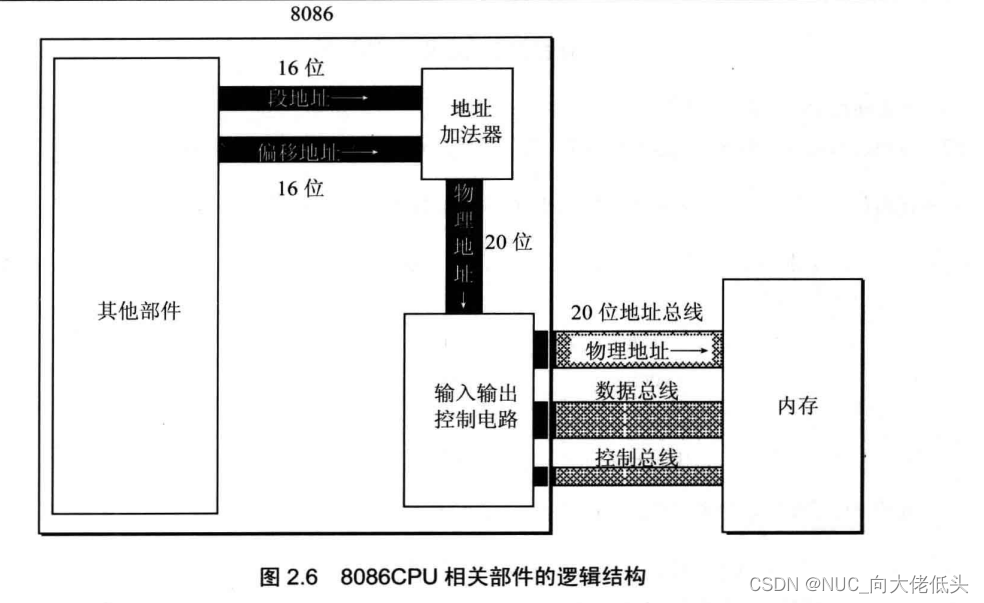 8086
16 位
段地址→
地址
加法器
偏移地址→
16 位
物理地址→
20 位
其他部件
20 位地址总线
物理地址→
输入输出
控制电路
数据总线
内存
控制总线
图 2.6 8086CPU 相关部件的逻辑结构
CSDN @NUC_向大佬低头